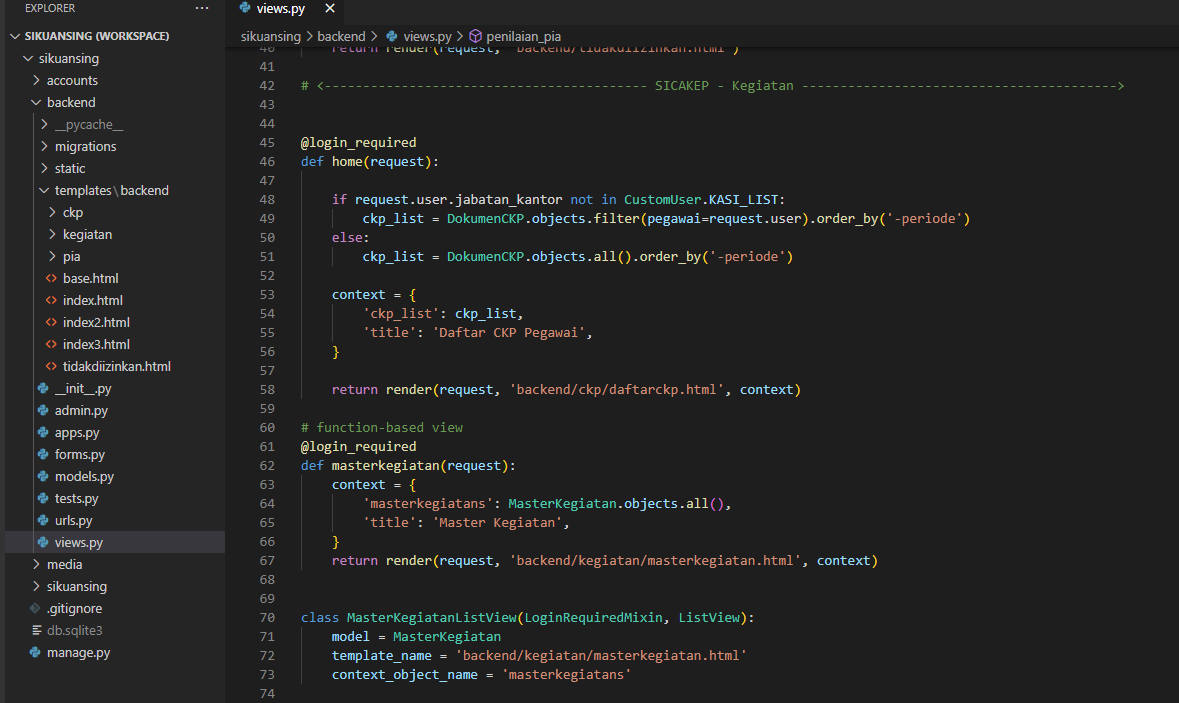 EXPLORER
···
SIKUANSING (WORKSPACE)
sikuansing
accounts
backend
__pycache__
migrations
static
templates\backend
ckp
kegiatan
pia
base.html
index.html
index2.html
index3.html
tidakdiizinkan.html
__init__.py
admin.py
apps.py
forms.py
models.py
tests.py
urls.py
views.py
media
sikuansing
.gitignore
db.sqlite3
manage.py
views.py ×
sikuansing > backend > views.py > penilaian_pia
40 return render(request, 'backend/tidakdiizinkan.html')
41
42 # <------------------------------------------ SICAKEP - Kegiatan ----------------------------------------->
43
44
45 @login_required
46 def home(request):
47
48 if request.user.jabatan_kantor not in CustomUser.KASI_LIST:
49 ckp_list = DokumenCKP.objects.filter(pegawai=request.user).order_by('-periode')
50 else:
51 ckp_list = DokumenCKP.objects.all().order_by('-periode')
52
53 context = {
54 'ckp_list': ckp_list,
55 'title': 'Daftar CKP Pegawai',
56 }
57
58 return render(request, 'backend/ckp/daftarckp.html', context)
59
60 # function-based view
61 @login_required
62 def masterkegiatan(request):
63 context = {
64 'masterkegiatans': MasterKegiatan.objects.all(),
65 'title': 'Master Kegiatan',
66 }
67 return render(request, 'backend/kegiatan/masterkegiatan.html', context)
68
69
70 class MasterKegiatanListView(LoginRequiredMixin, ListView):
71 model = MasterKegiatan
72 template_name = 'backend/kegiatan/masterkegiatan.html'
73 context_object_name = 'masterkegiatans'
74